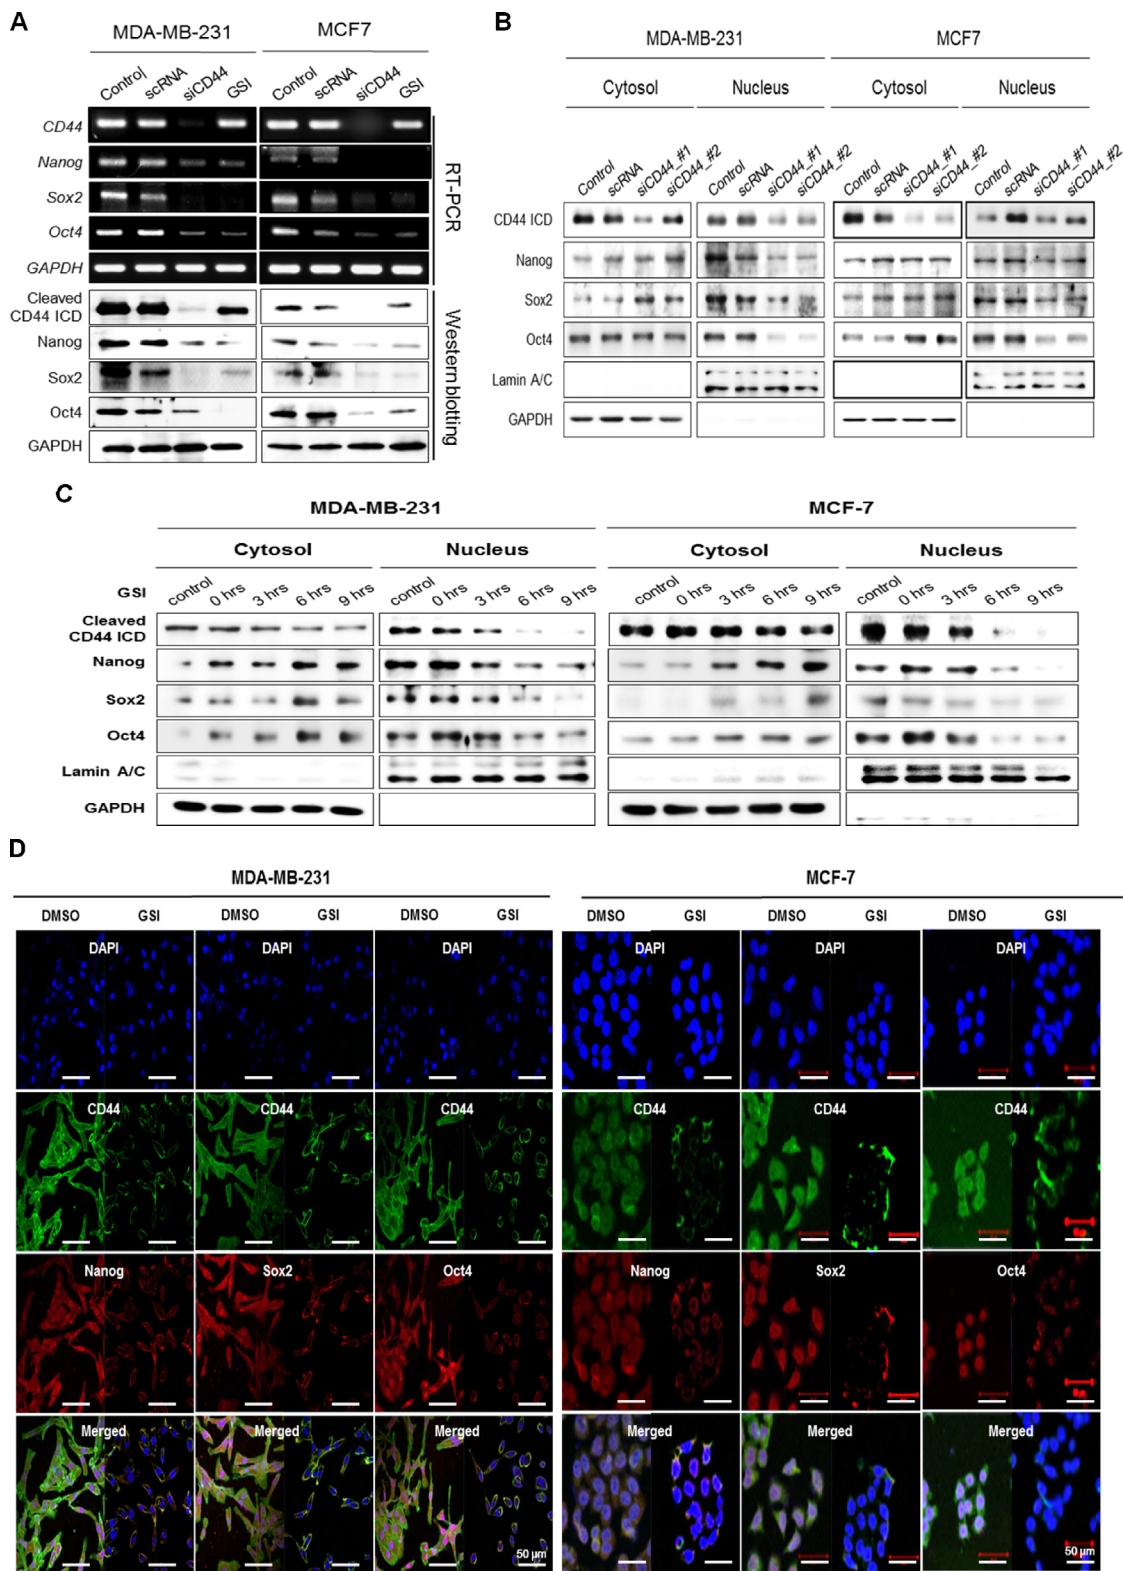 A
MDA-MB-231 MCF7
Control scRNA siCD44 GSI Control scRNA siCD44 GSI
CD44
Nanog
Sox2
Oct4
GAPDH
RT-PCR
Cleaved
CD44 ICD
Nanog
Sox2
Oct4
GAPDH
Western blotting
B
MDA-MB-231 MCF7
Cytosol Nucleus Cytosol Nucleus
Control scRNA siCD44_#1 siCD44_#2 Control scRNA siCD44_#1 siCD44_#2 Control scRNA siCD44_#1 siCD44_#2 Control scRNA siCD44_#1 siCD44_#2
CD44 ICD
Nanog
Sox2
Oct4
Lamin A/C
GAPDH
C
MDA-MB-231 MCF-7
Cytosol Nucleus Cytosol Nucleus
GSI control 0 hrs 3 hrs 6 hrs 9 hrs control 0 hrs 3 hrs 6 hrs 9 hrs control 0 hrs 3 hrs 6 hrs 9 hrs control 0 hrs 3 hrs 6 hrs 9 hrs
Cleaved
CD44 ICD
Nanog
Sox2
Oct4
Lamin A/C
GAPDH
D
MDA-MB-231 MCF-7
DMSO GSI DMSO GSI DMSO GSI DMSO GSI DMSO GSI DMSO GSI
DAPI DAPI DAPI DAPI DAPI DAPI
CD44 CD44 CD44 CD44 CD44 CD44
Nanog Sox2 Oct4 Nanog Sox2 Oct4
Merged Merged Merged Merged Merged Merged
50 µm 50 µm